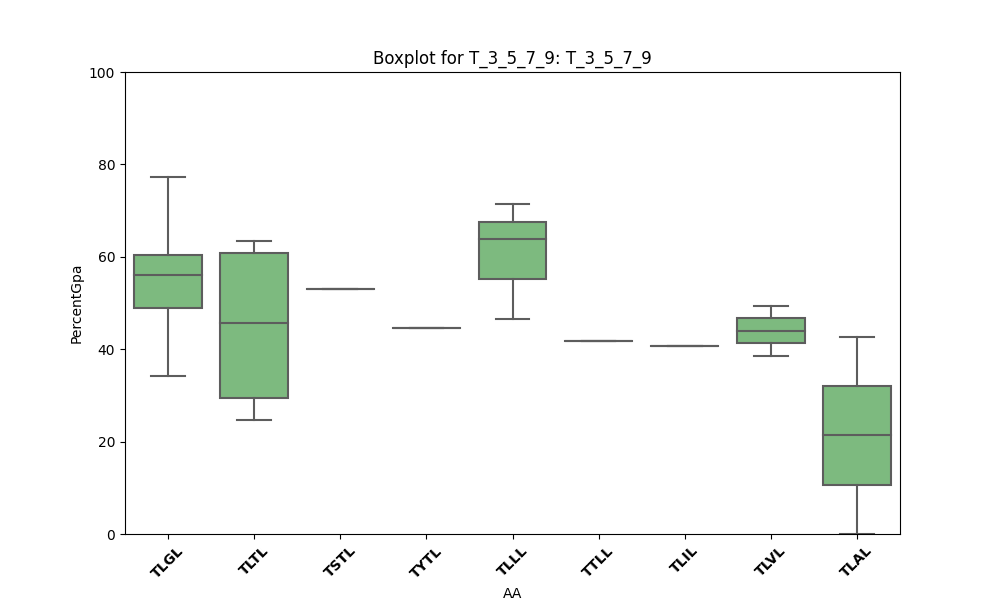 Boxplot for T_3_5_7_9: T_3_5_7_9
100
80
60
40
20
0
PercentGpa
TLGL
TLTL
TSTL
TYTL
TLLL
TTLL
TLIL
TLVL
TLAL
AA